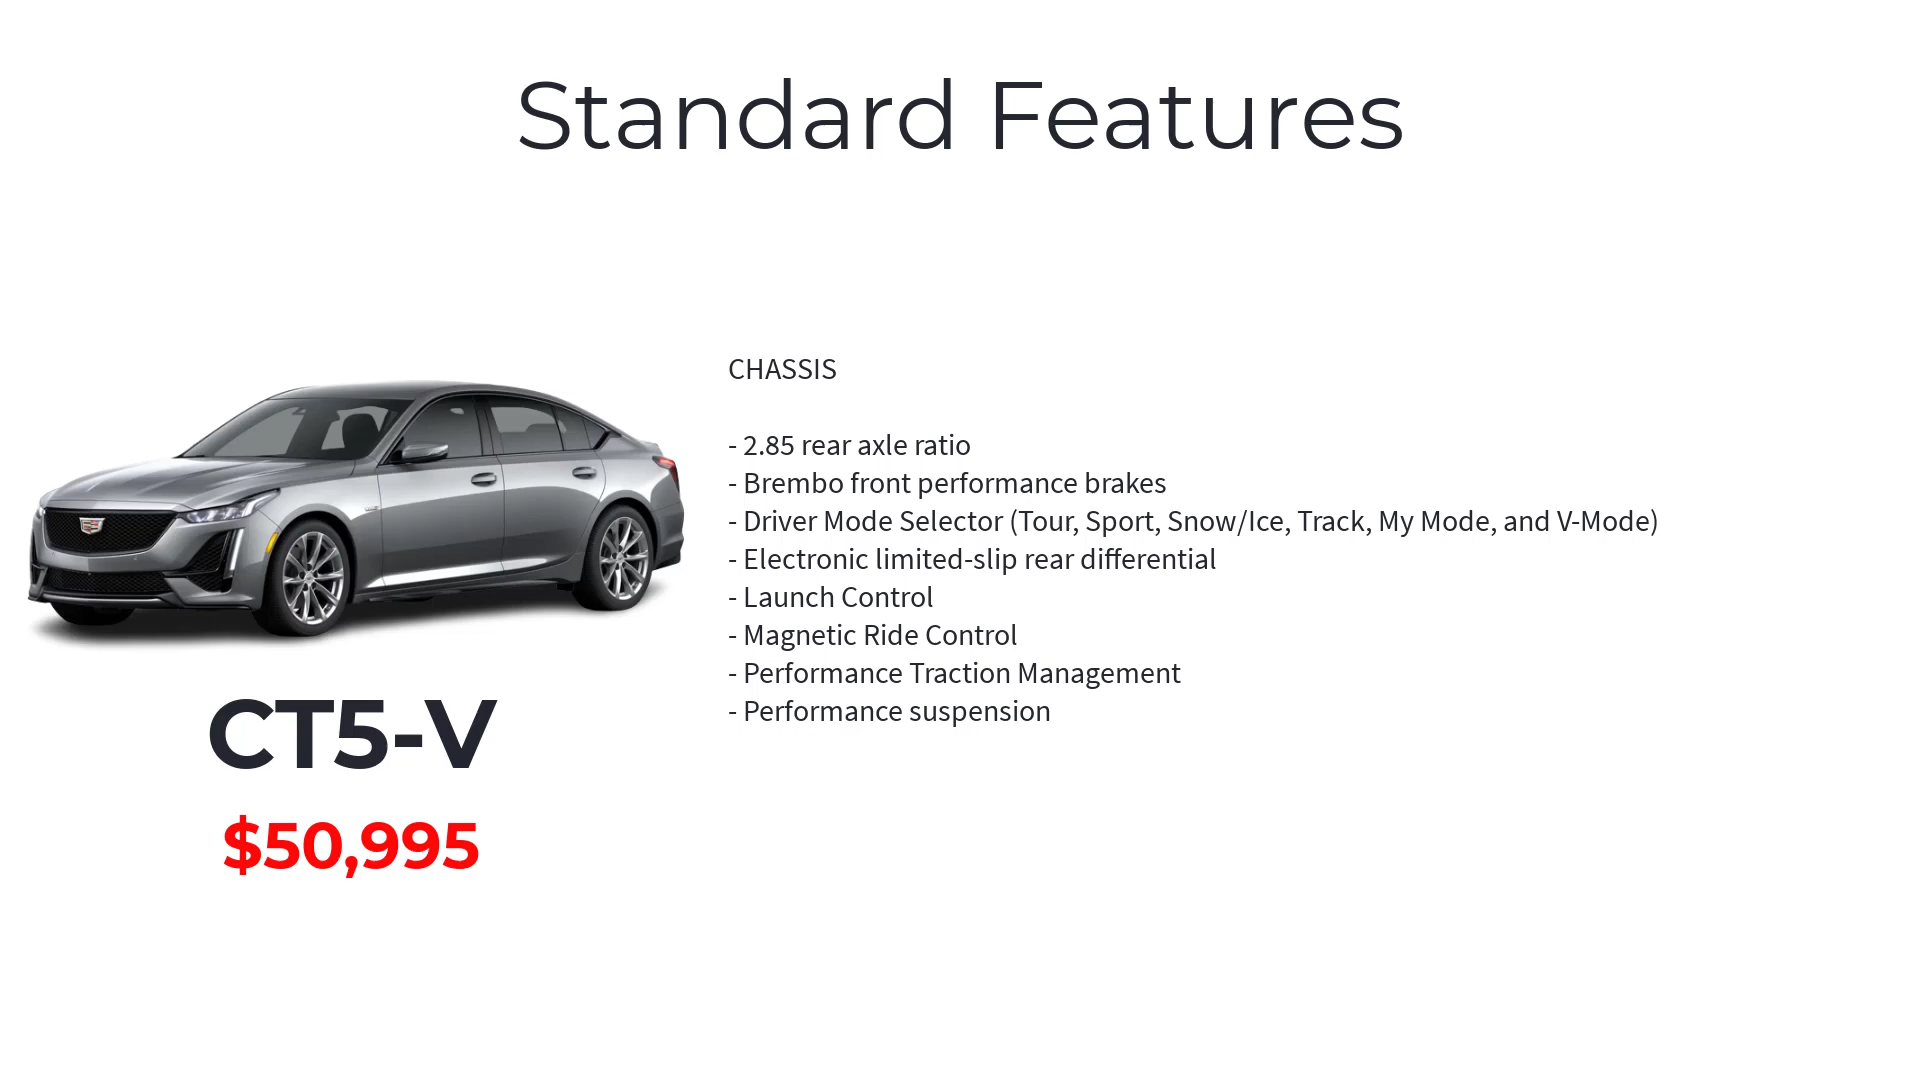 Standard Features
CHASSIS
- 2.85 rear axle ratio
- Brembo front performance brakes
- Driver Mode Selector (Tour, Sport, Snow/Ice, Track, My Mode, and V-Mode)
- Electronic limited-slip rear differential
- Launch Control
- Magnetic Ride Control
- Performance Traction Management
- Performance suspension
CT5-V
$50,995